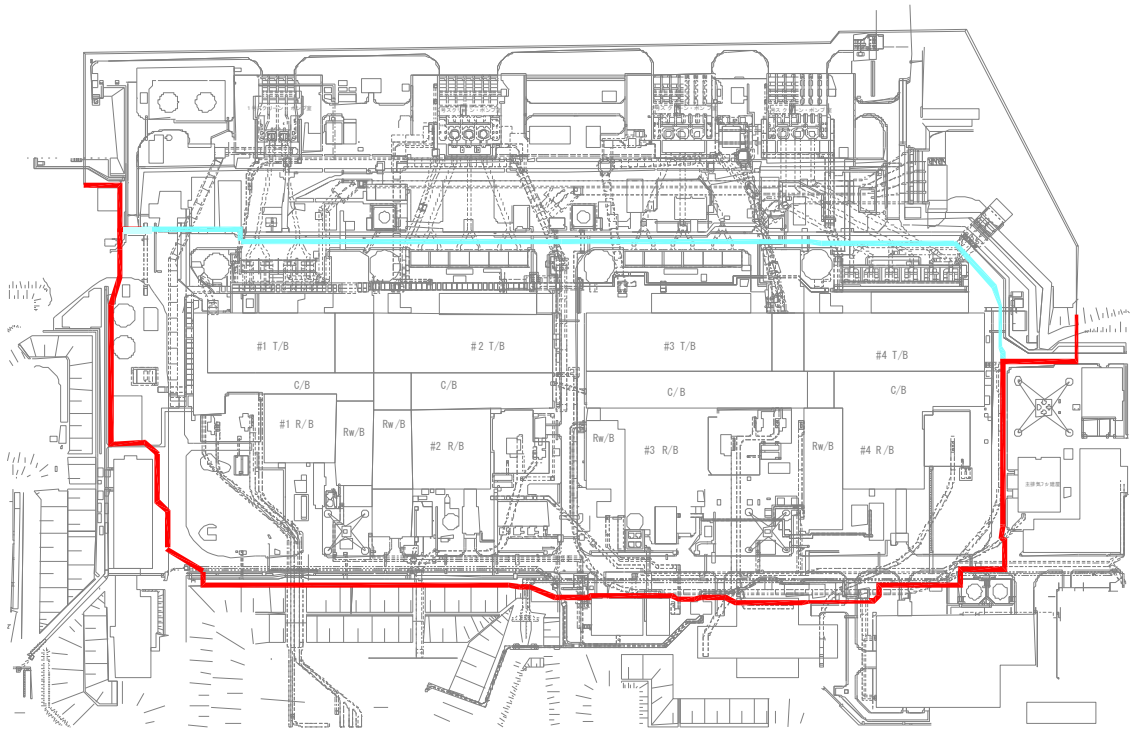 #1 T/B
#2 T/B
#3 T/B
#4 T/B
C/B
C/B
C/B
C/B
#1 R/B
Rw/B
Rw/B
#2 R/B
Rw/B
#3 R/B
Rw/B
#4 R/B